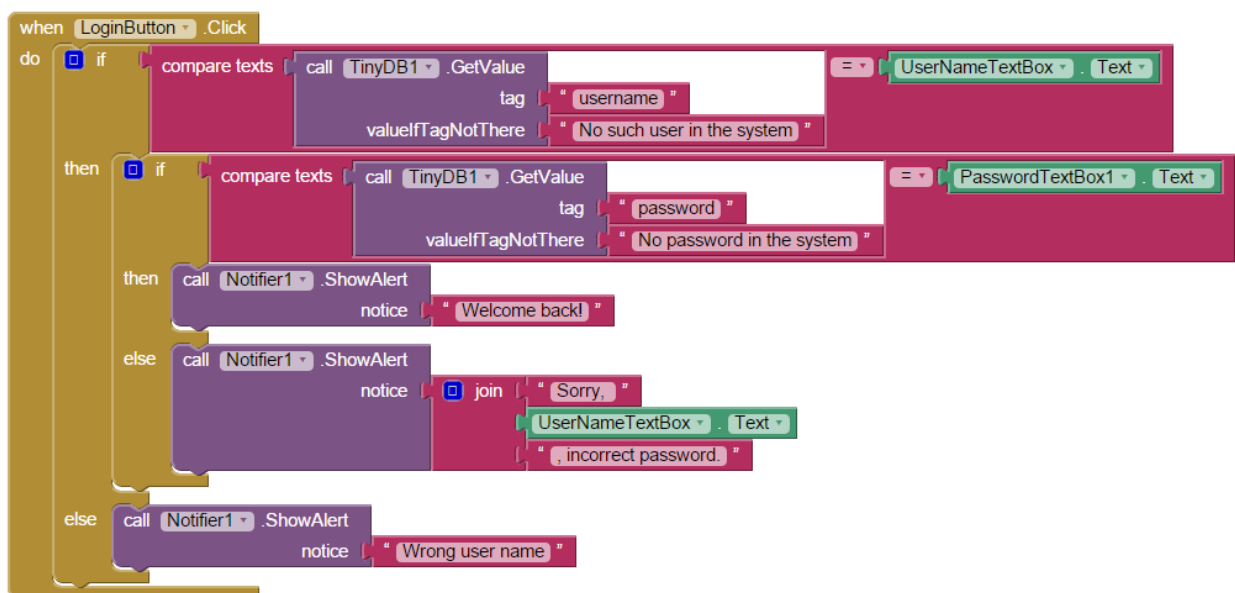 when LoginButton .Click
do if compare texts call TinyDB1 .GetValue = UserNameTextBox . Text
tag " username "
valueIfTagNotThere " No such user in the system "
then if compare texts call TinyDB1 .GetValue = PasswordTextBox1 . Text
tag " password "
valueIfTagNotThere " No password in the system "
then call Notifier1 .ShowAlert
notice " Welcome back! "
else call Notifier1 .ShowAlert
notice join " Sorry, "
UserNameTextBox . Text
" , incorrect password. "
else call Notifier1 .ShowAlert
notice " Wrong user name "